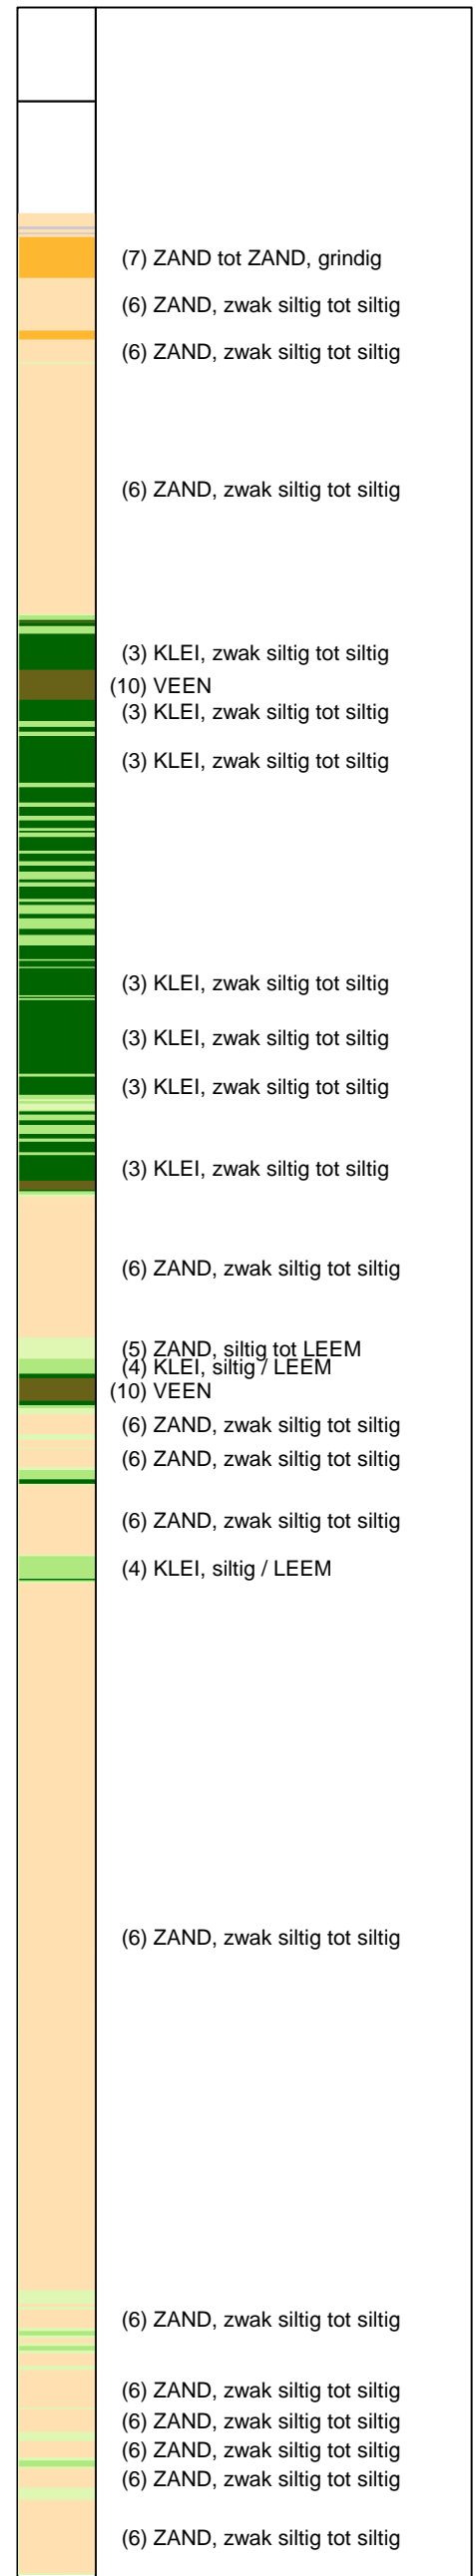 (7) ZAND tot ZAND, grindig
(6) ZAND, zwak siltig tot siltig
(6) ZAND, zwak siltig tot siltig
(6) ZAND, zwak siltig tot siltig
(3) KLEI, zwak siltig tot siltig
(10) VEEN
(3) KLEI, zwak siltig tot siltig
(3) KLEI, zwak siltig tot siltig
(3) KLEI, zwak siltig tot siltig
(3) KLEI, zwak siltig tot siltig
(3) KLEI, zwak siltig tot siltig
(3) KLEI, zwak siltig tot siltig
(6) ZAND, zwak siltig tot siltig
(5) ZAND, siltig tot LEEM
(4) KLEI, siltig / LEEM
(10) VEEN
(6) ZAND, zwak siltig tot siltig
(6) ZAND, zwak siltig tot siltig
(6) ZAND, zwak siltig tot siltig
(4) KLEI, siltig / LEEM
(6) ZAND, zwak siltig tot siltig
(6) ZAND, zwak siltig tot siltig
(6) ZAND, zwak siltig tot siltig
(6) ZAND, zwak siltig tot siltig
(6) ZAND, zwak siltig tot siltig
(6) ZAND, zwak siltig tot siltig
(6) ZAND, zwak siltig tot siltig